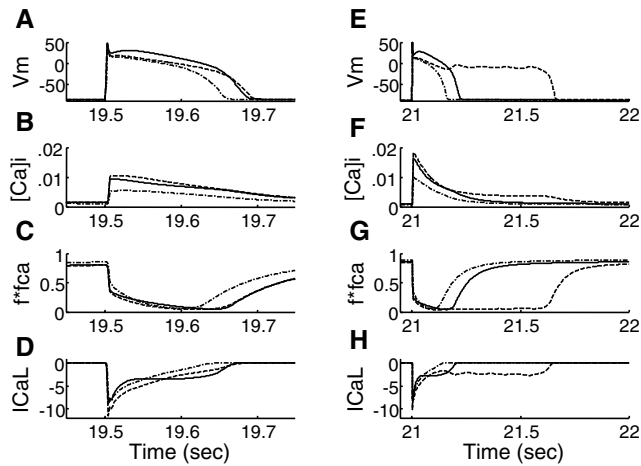 A
Vm
50
0
-50
19.5
19.6
19.7
B
[Ca]i
.02
.01
0
19.5
19.6
19.7
C
f*fca
1
0.5
0
19.5
19.6
19.7
D
ICaL
0
-5
-10
19.5
19.6
19.7
Time (sec)
E
Vm
50
0
-50
21
21.5
22
F
[Ca]i
.02
.01
0
21
21.5
22
G
f*fca
1
0.5
0
21
21.5
22
H
ICaL
0
-5
-10
21
21.5
22
Time (sec)